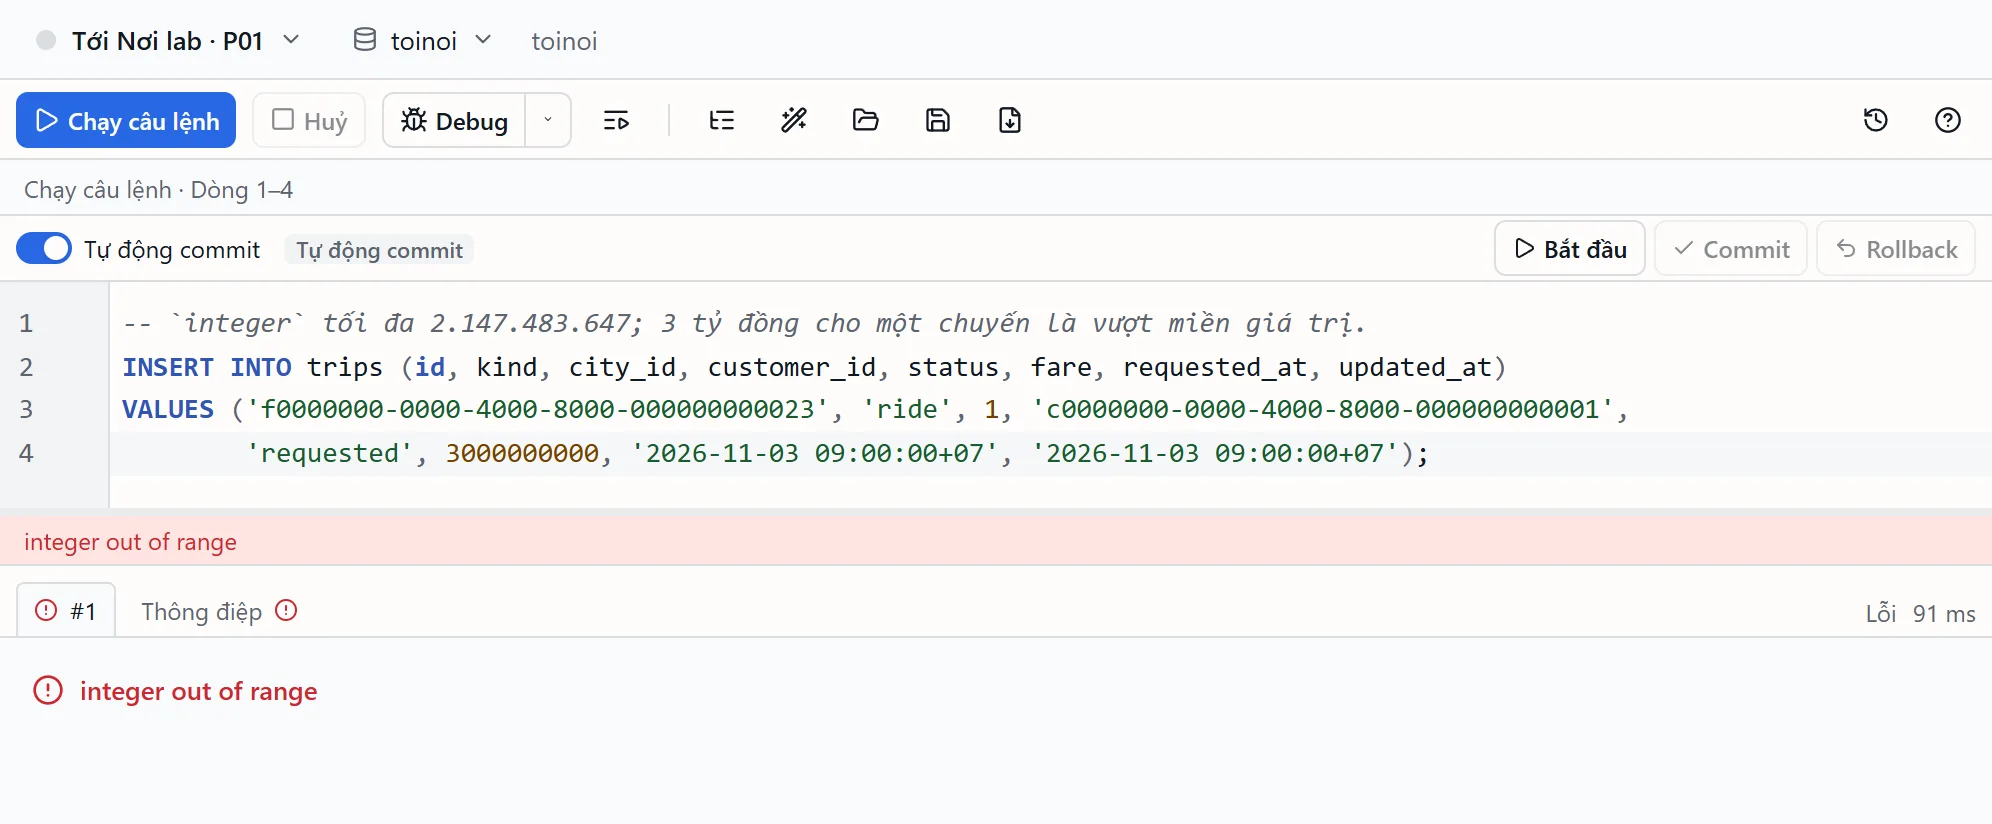 Tới Nơi lab · P01 toinoi toinoi
Chạy câu lệnh Huỷ Debug
Chạy câu lệnh · Dòng 1–4
Tự động commit Tự động commit Bắt đầu Commit Rollback
1 -- `integer` tối đa 2.147.483.647; 3 tỷ đồng cho một chuyến là vượt miền giá trị.
2 INSERT INTO trips (id, kind, city_id, customer_id, status, fare, requested_at, updated_at)
3 VALUES ('f0000000-0000-4000-8000-000000000023', 'ride', 1, 'c0000000-0000-4000-8000-000000000001',
4 'requested', 3000000000, '2026-11-03 09:00:00+07', '2026-11-03 09:00:00+07');
integer out of range
#1 Thông điệp Lỗi 91 ms
integer out of range